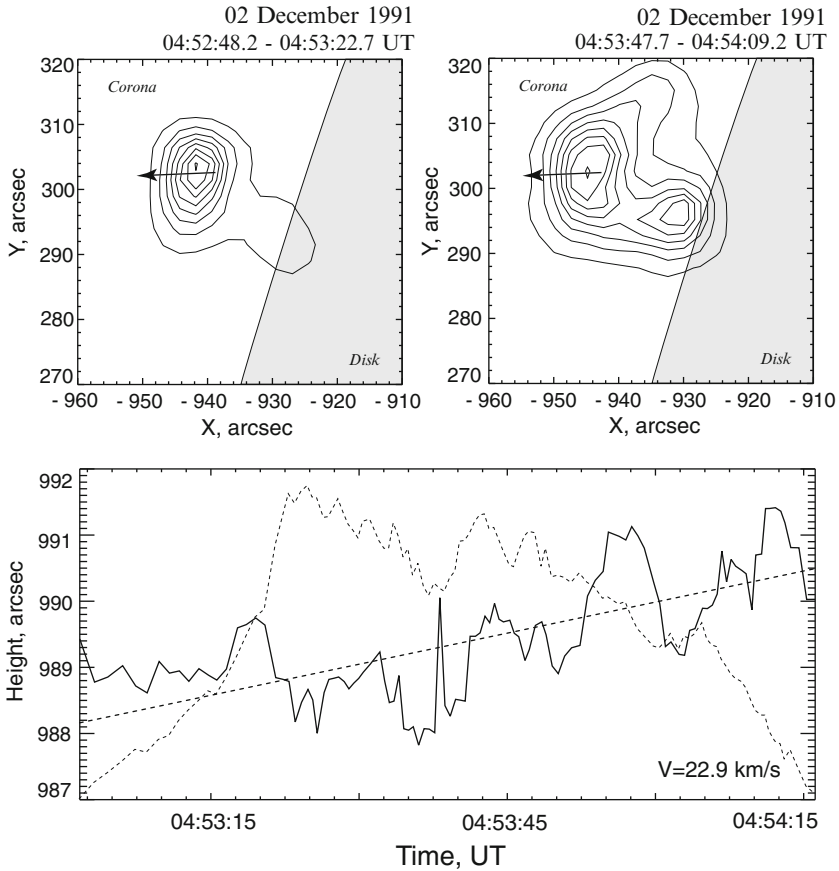 02 December 1991
04:52:48.2 - 04:53:22.7 UT
320
310
300
290
280
270
Y, arcsec
Corona
Disk
- 960 - 950 - 940 - 930 - 920 - 910
X, arcsec
02 December 1991
04:53:47.7 - 04:54:09.2 UT
320
310
300
290
280
270
Y, arcsec
Corona
Disk
- 960 - 950 - 940 - 930 - 920 - 910
X, arcsec
992
991
990
989
988
987
Height, arcsec
V=22.9 km/s
04:53:15 04:53:45 04:54:15
Time, UT